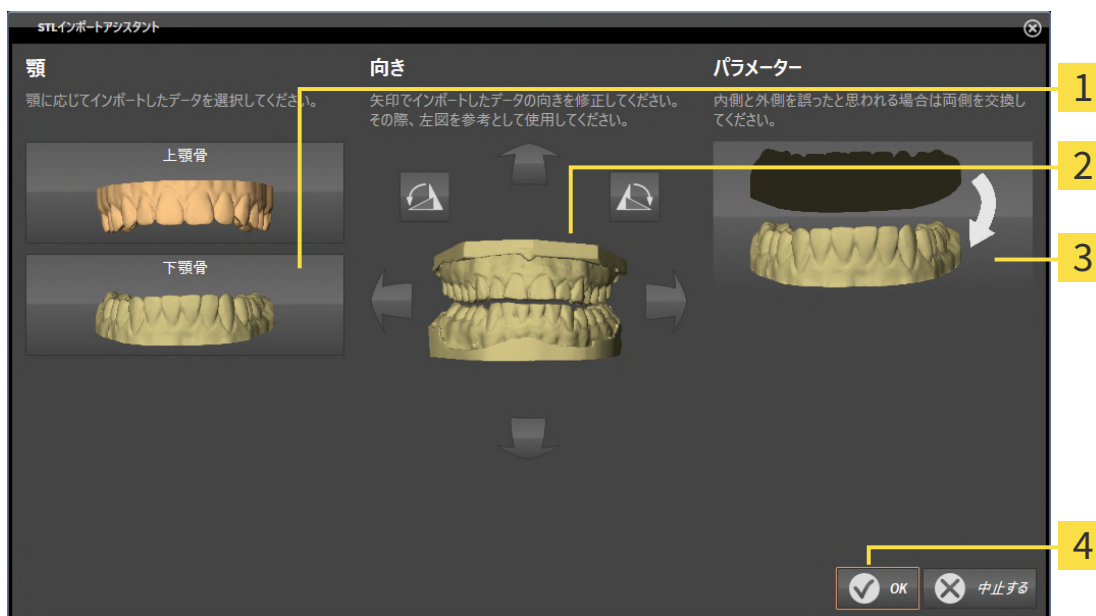 STLインポートアシスタント
顎
顎に応じてインポートしたデータを選択してください。
上顎骨
下顎骨
向き
矢印でインポートしたデータの向きを修正してください。
その際、左図を参考として使用してください。
パラメーター
内側と外側を誤ったと思われる場合は両側を交換し
てください。
1
2
3
4
OK
中止する